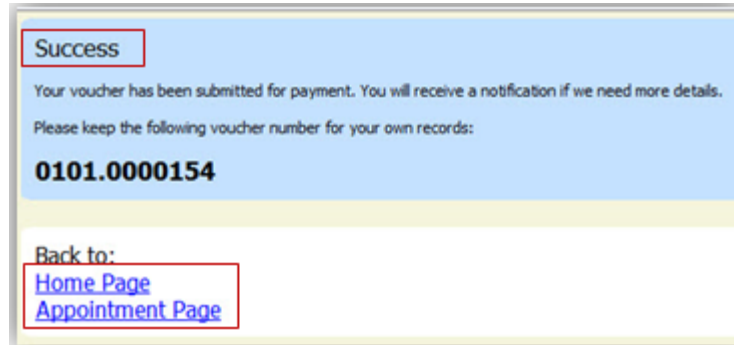 Success
Your voucher has been submitted for payment. You will receive a notification if we need more details.
Please keep the following voucher number for your own records:
0101.0000154
Back to:
Home Page
Appointment Page